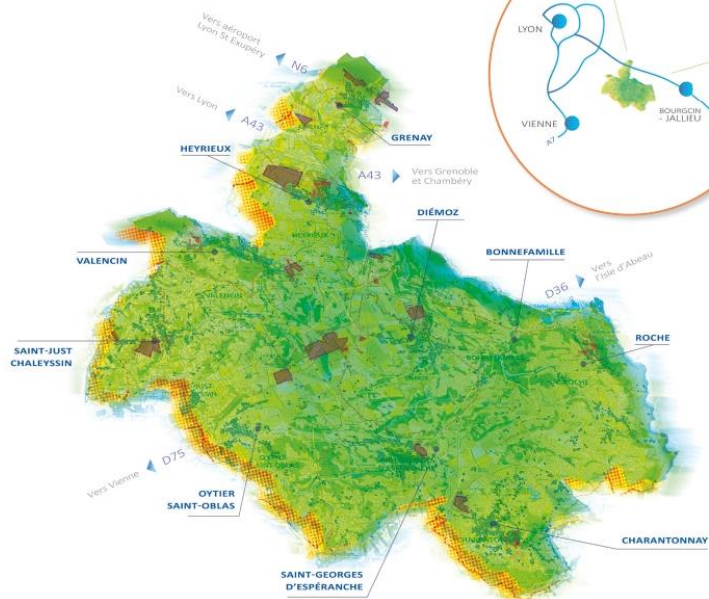 Vers aéroport
Lyon St Exupéry
N6
LYON
Vers Lyon
A43
GRENAY
BOURGOIN
- JALLIEU
VIENNE
A7
HEYRIEUX
A43
Vers Grenoble
et Chambéry
DIÉMOZ
HEYRIEUX
BONNEFAMILLE
VALENCIN
Vers
l'Isle d'Abeau
D36
VALENCIN
ROCHE
SAINT-JUST
CHALEYSSIN
D75
Vers Vienne
OYTIER
SAINT-OBLAS
CHARANTONNAY
SAINT-GEORGES
D'ESPÉRANCHE